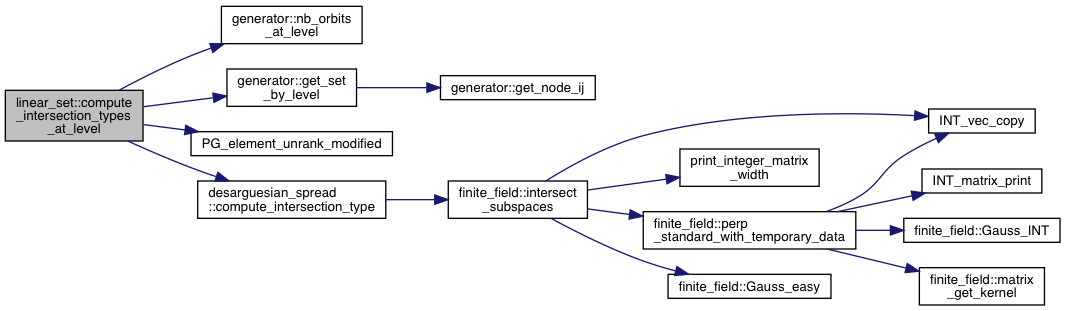 linear_set::compute
_intersection_types
_at_level
generator::nb_orbits
_at_level
generator::get_set
_by_level
generator::get_node_ij
PG_element_unrank_modified
desarguesian_spread
::compute_intersection_type
finite_field::intersect
_subspaces
INT_vec_copy
print_integer_matrix
_width
finite_field::perp
_standard_with_temporary_data
INT_matrix_print
finite_field::Gauss_INT
finite_field::matrix
_get_kernel
finite_field::Gauss_easy